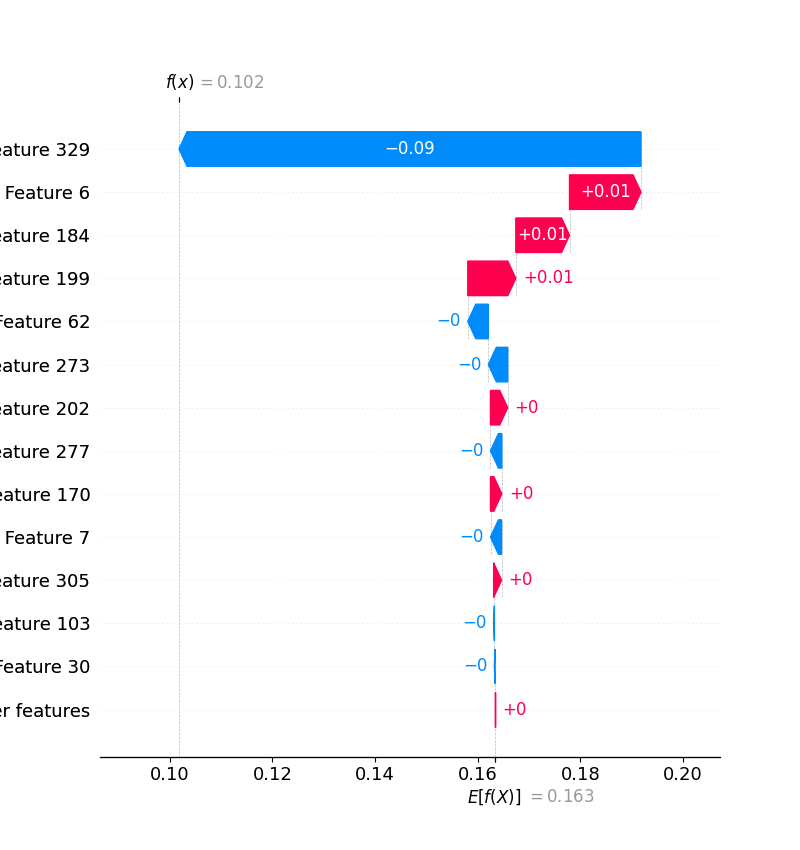 f(x) = 0.102
eature 329 −0.09
Feature 6 +0.01
eature 184 +0.01
eature 199 +0.01
Feature 62 −0
eature 273 −0
eature 202 +0
eature 277 −0
eature 170 +0
Feature 7 −0
eature 305 +0
eature 103 −0
Feature 30 −0
er features +0
0.10 0.12 0.14 0.16 0.18 0.20
E[f(X)] = 0.163